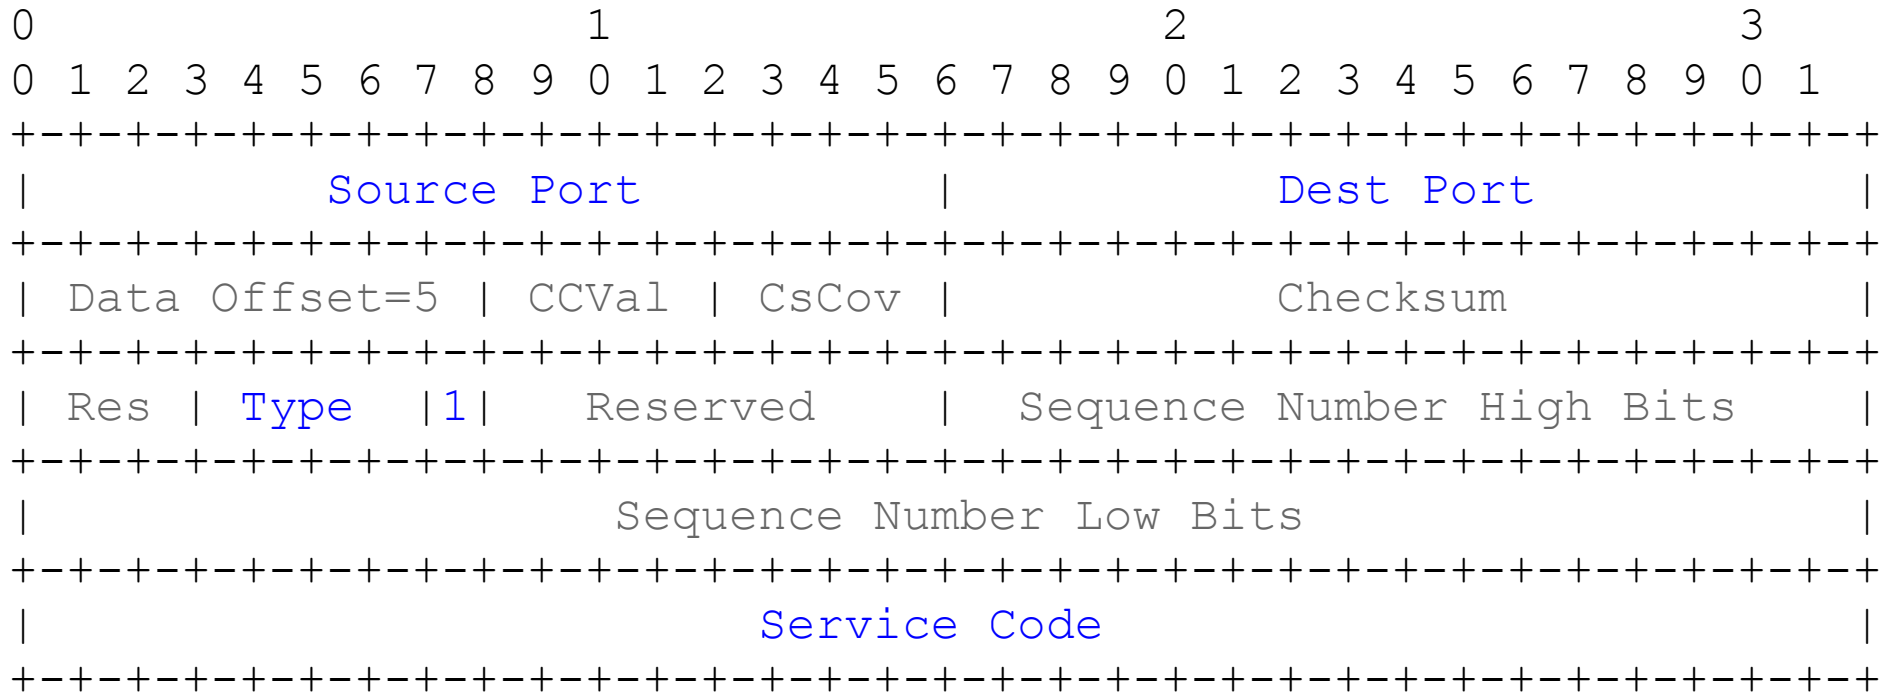 0                   1                   2                   3
0 1 2 3 4 5 6 7 8 9 0 1 2 3 4 5 6 7 8 9 0 1 2 3 4 5 6 7 8 9 0 1
+-+-+-+-+-+-+-+-+-+-+-+-+-+-+-+-+-+-+-+-+-+-+-+-+-+-+-+-+-+-+-+-+
|          Source Port          |           Dest Port           |
+-+-+-+-+-+-+-+-+-+-+-+-+-+-+-+-+-+-+-+-+-+-+-+-+-+-+-+-+-+-+-+-+
| Data Offset=5 | CCVal | CsCov |           Checksum            |
+-+-+-+-+-+-+-+-+-+-+-+-+-+-+-+-+-+-+-+-+-+-+-+-+-+-+-+-+-+-+-+-+
| Res | Type  |1|   Reserved    |  Sequence Number High Bits    |
+-+-+-+-+-+-+-+-+-+-+-+-+-+-+-+-+-+-+-+-+-+-+-+-+-+-+-+-+-+-+-+-+
|                    Sequence Number Low Bits                   |
+-+-+-+-+-+-+-+-+-+-+-+-+-+-+-+-+-+-+-+-+-+-+-+-+-+-+-+-+-+-+-+-+
|                         Service Code                          |
+-+-+-+-+-+-+-+-+-+-+-+-+-+-+-+-+-+-+-+-+-+-+-+-+-+-+-+-+-+-+-+-+